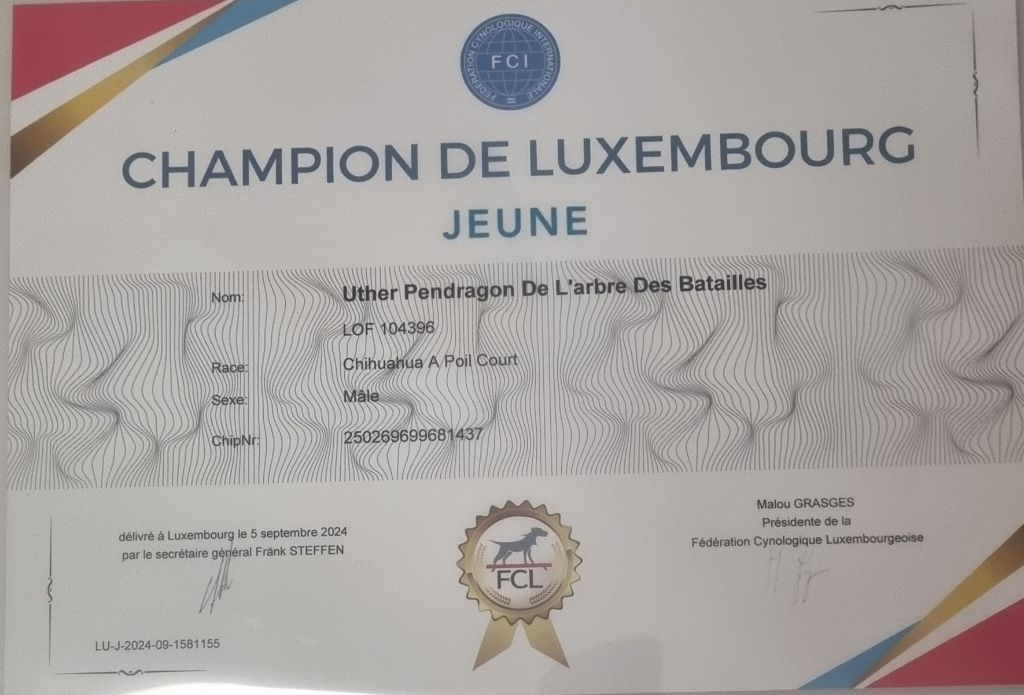 FÉDÉRATION CYNOLOGIQUE INTERNATIONALE
FCI
CHAMPION DE LUXEMBOURG
JEUNE
Nom: Uther Pendragon De L'arbre Des Batailles
LOF 104396
Race: Chihuahua A Poil Court
Sexe: Mâle
ChipNr: 250269699681437
délivré à Luxembourg le 5 septembre 2024
par le secrétaire général Fränk STEFFEN
Malou GRASGES
Présidente de la
Fédération Cynologique Luxembourgeoise
FCL
LU-J-2024-09-1581155